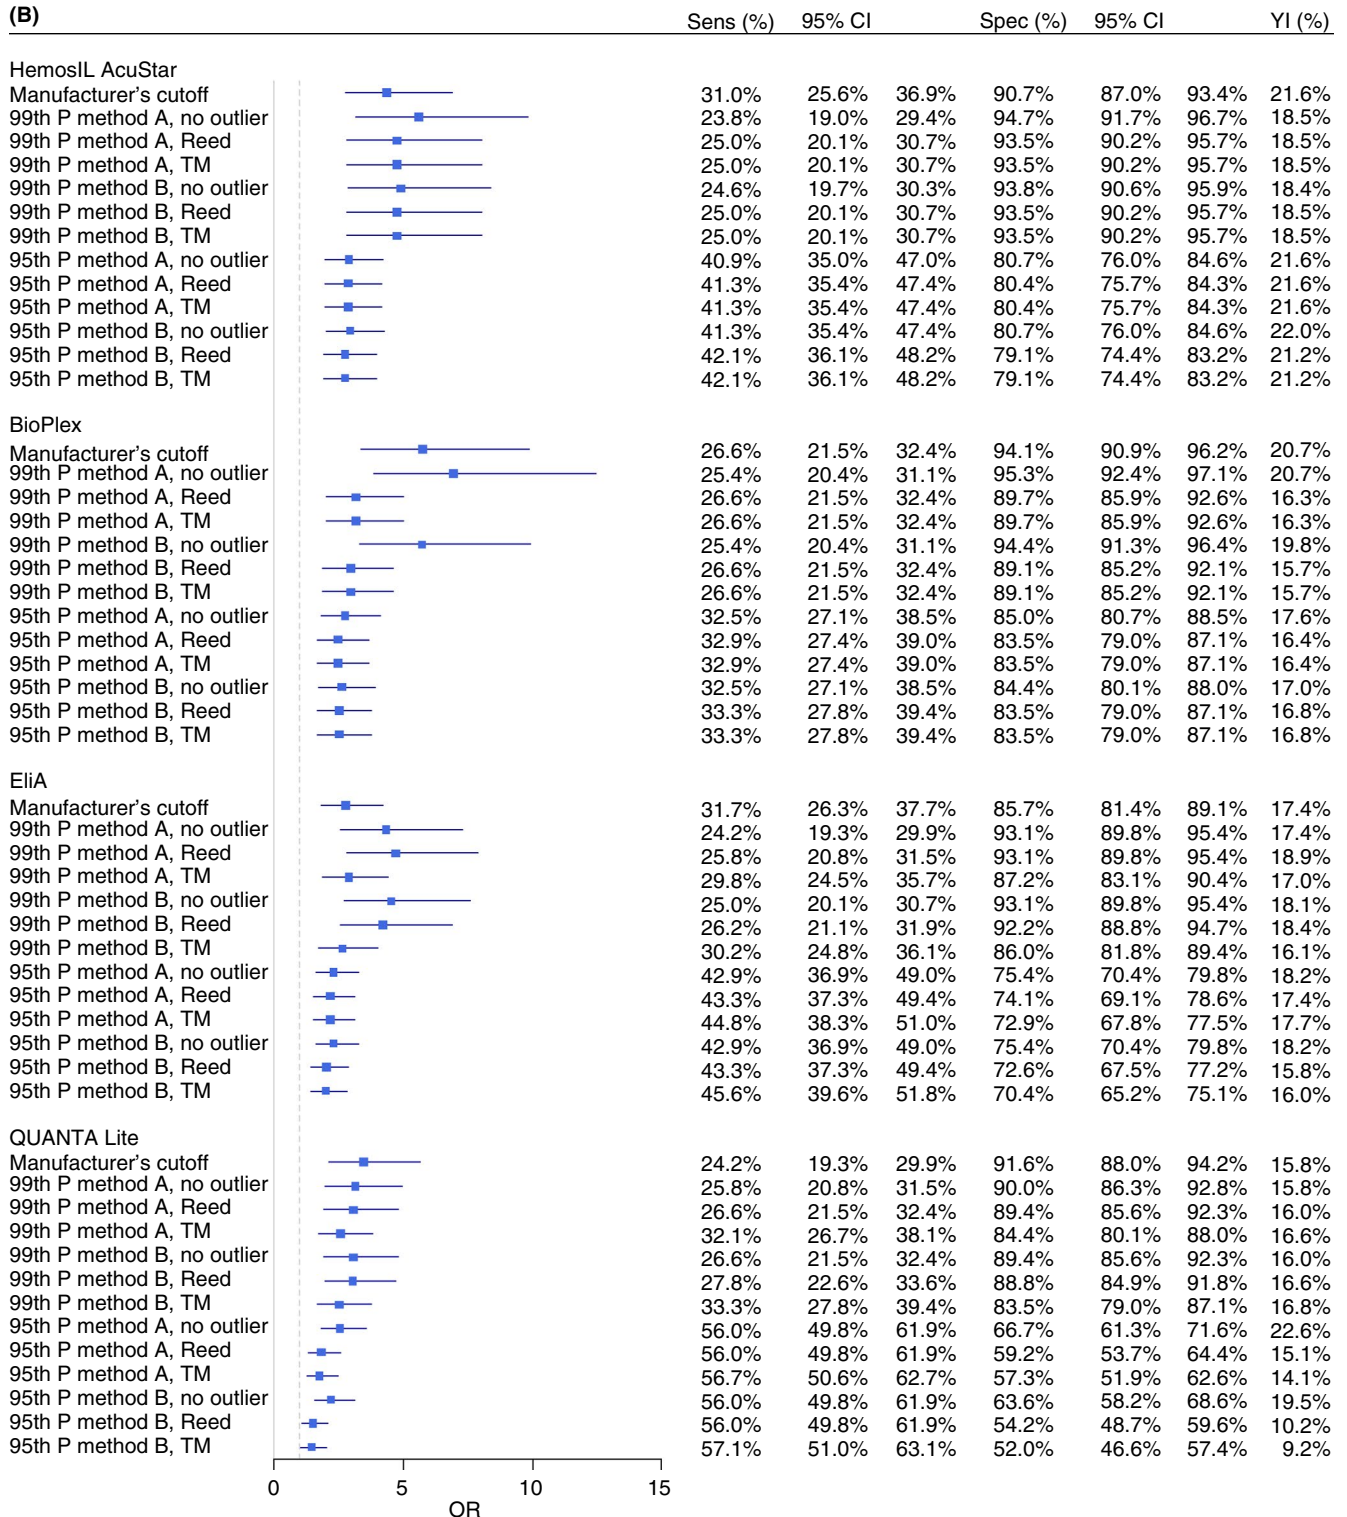 (B) Sens (%) 95% CI Spec (%) 95% CI YI (%)
HemosIL AcuStar
Manufacturer's cutoff 31.0% 25.6% 36.9% 90.7% 87.0% 93.4% 21.6%
99th P method A, no outlier 23.8% 19.0% 29.4% 94.7% 91.7% 96.7% 18.5%
99th P method A, Reed 25.0% 20.1% 30.7% 93.5% 90.2% 95.7% 18.5%
99th P method A, TM 25.0% 20.1% 30.7% 93.5% 90.2% 95.7% 18.5%
99th P method B, no outlier 24.6% 19.7% 30.3% 93.8% 90.6% 95.9% 18.4%
99th P method B, Reed 25.0% 20.1% 30.7% 93.5% 90.2% 95.7% 18.5%
99th P method B, TM 25.0% 20.1% 30.7% 93.5% 90.2% 95.7% 18.5%
95th P method A, no outlier 40.9% 35.0% 47.0% 80.7% 76.0% 84.6% 21.6%
95th P method A, Reed 41.3% 35.4% 47.4% 80.4% 75.7% 84.3% 21.6%
95th P method A, TM 41.3% 35.4% 47.4% 80.4% 75.7% 84.3% 21.6%
95th P method B, no outlier 41.3% 35.4% 47.4% 80.7% 76.0% 84.6% 22.0%
95th P method B, Reed 42.1% 36.1% 48.2% 79.1% 74.4% 83.2% 21.2%
95th P method B, TM 42.1% 36.1% 48.2% 79.1% 74.4% 83.2% 21.2%
BioPlex
Manufacturer's cutoff 26.6% 21.5% 32.4% 94.1% 90.9% 96.2% 20.7%
99th P method A, no outlier 25.4% 20.4% 31.1% 95.3% 92.4% 97.1% 20.7%
99th P method A, Reed 26.6% 21.5% 32.4% 89.7% 85.9% 92.6% 16.3%
99th P method A, TM 26.6% 21.5% 32.4% 89.7% 85.9% 92.6% 16.3%
99th P method B, no outlier 25.4% 20.4% 31.1% 94.4% 91.3% 96.4% 19.8%
99th P method B, Reed 26.6% 21.5% 32.4% 89.1% 85.2% 92.1% 15.7%
99th P method B, TM 26.6% 21.5% 32.4% 89.1% 85.2% 92.1% 15.7%
95th P method A, no outlier 32.5% 27.1% 38.5% 85.0% 80.7% 88.5% 17.6%
95th P method A, Reed 32.9% 27.4% 39.0% 83.5% 79.0% 87.1% 16.4%
95th P method A, TM 32.9% 27.4% 39.0% 83.5% 79.0% 87.1% 16.4%
95th P method B, no outlier 32.5% 27.1% 38.5% 84.4% 80.1% 88.0% 17.0%
95th P method B, Reed 33.3% 27.8% 39.4% 83.5% 79.0% 87.1% 16.8%
95th P method B, TM 33.3% 27.8% 39.4% 83.5% 79.0% 87.1% 16.8%
EliA
Manufacturer's cutoff 31.7% 26.3% 37.7% 85.7% 81.4% 89.1% 17.4%
99th P method A, no outlier 24.2% 19.3% 29.9% 93.1% 89.8% 95.4% 17.4%
99th P method A, Reed 25.8% 20.8% 31.5% 93.1% 89.8% 95.4% 18.9%
99th P method A, TM 29.8% 24.5% 35.7% 87.2% 83.1% 90.4% 17.0%
99th P method B, no outlier 25.0% 20.1% 30.7% 93.1% 89.8% 95.4% 18.1%
99th P method B, Reed 26.2% 21.1% 31.9% 92.2% 88.8% 94.7% 18.4%
99th P method B, TM 30.2% 24.8% 36.1% 86.0% 81.8% 89.4% 16.1%
95th P method A, no outlier 42.9% 36.9% 49.0% 75.4% 70.4% 79.8% 18.2%
95th P method A, Reed 43.3% 37.3% 49.4% 74.1% 69.1% 78.6% 17.4%
95th P method A, TM 44.8% 38.3% 51.0% 72.9% 67.8% 77.5% 17.7%
95th P method B, no outlier 42.9% 36.9% 49.0% 75.4% 70.4% 79.8% 18.2%
95th P method B, Reed 43.3% 37.3% 49.4% 72.6% 67.5% 77.2% 15.8%
95th P method B, TM 45.6% 39.6% 51.8% 70.4% 65.2% 75.1% 16.0%
QUANTA Lite
Manufacturer's cutoff 24.2% 19.3% 29.9% 91.6% 88.0% 94.2% 15.8%
99th P method A, no outlier 25.8% 20.8% 31.5% 90.0% 86.3% 92.8% 15.8%
99th P method A, Reed 26.6% 21.5% 32.4% 89.4% 85.6% 92.3% 16.0%
99th P method A, TM 32.1% 26.7% 38.1% 84.4% 80.1% 88.0% 16.6%
99th P method B, no outlier 26.6% 21.5% 32.4% 89.4% 85.6% 92.3% 16.0%
99th P method B, Reed 27.8% 22.6% 33.6% 88.8% 84.9% 91.8% 16.6%
99th P method B, TM 33.3% 27.8% 39.4% 83.5% 79.0% 87.1% 16.8%
95th P method A, no outlier 56.0% 49.8% 61.9% 66.7% 61.3% 71.6% 22.6%
95th P method A, Reed 56.0% 49.8% 61.9% 59.2% 53.7% 64.4% 15.1%
95th P method A, TM 56.7% 50.6% 62.7% 57.3% 51.9% 62.6% 14.1%
95th P method B, no outlier 56.0% 49.8% 61.9% 63.6% 58.2% 68.6% 19.5%
95th P method B, Reed 56.0% 49.8% 61.9% 54.2% 48.7% 59.6% 10.2%
95th P method B, TM 57.1% 51.0% 63.1% 52.0% 46.6% 57.4% 9.2%
0 5 10 15
OR